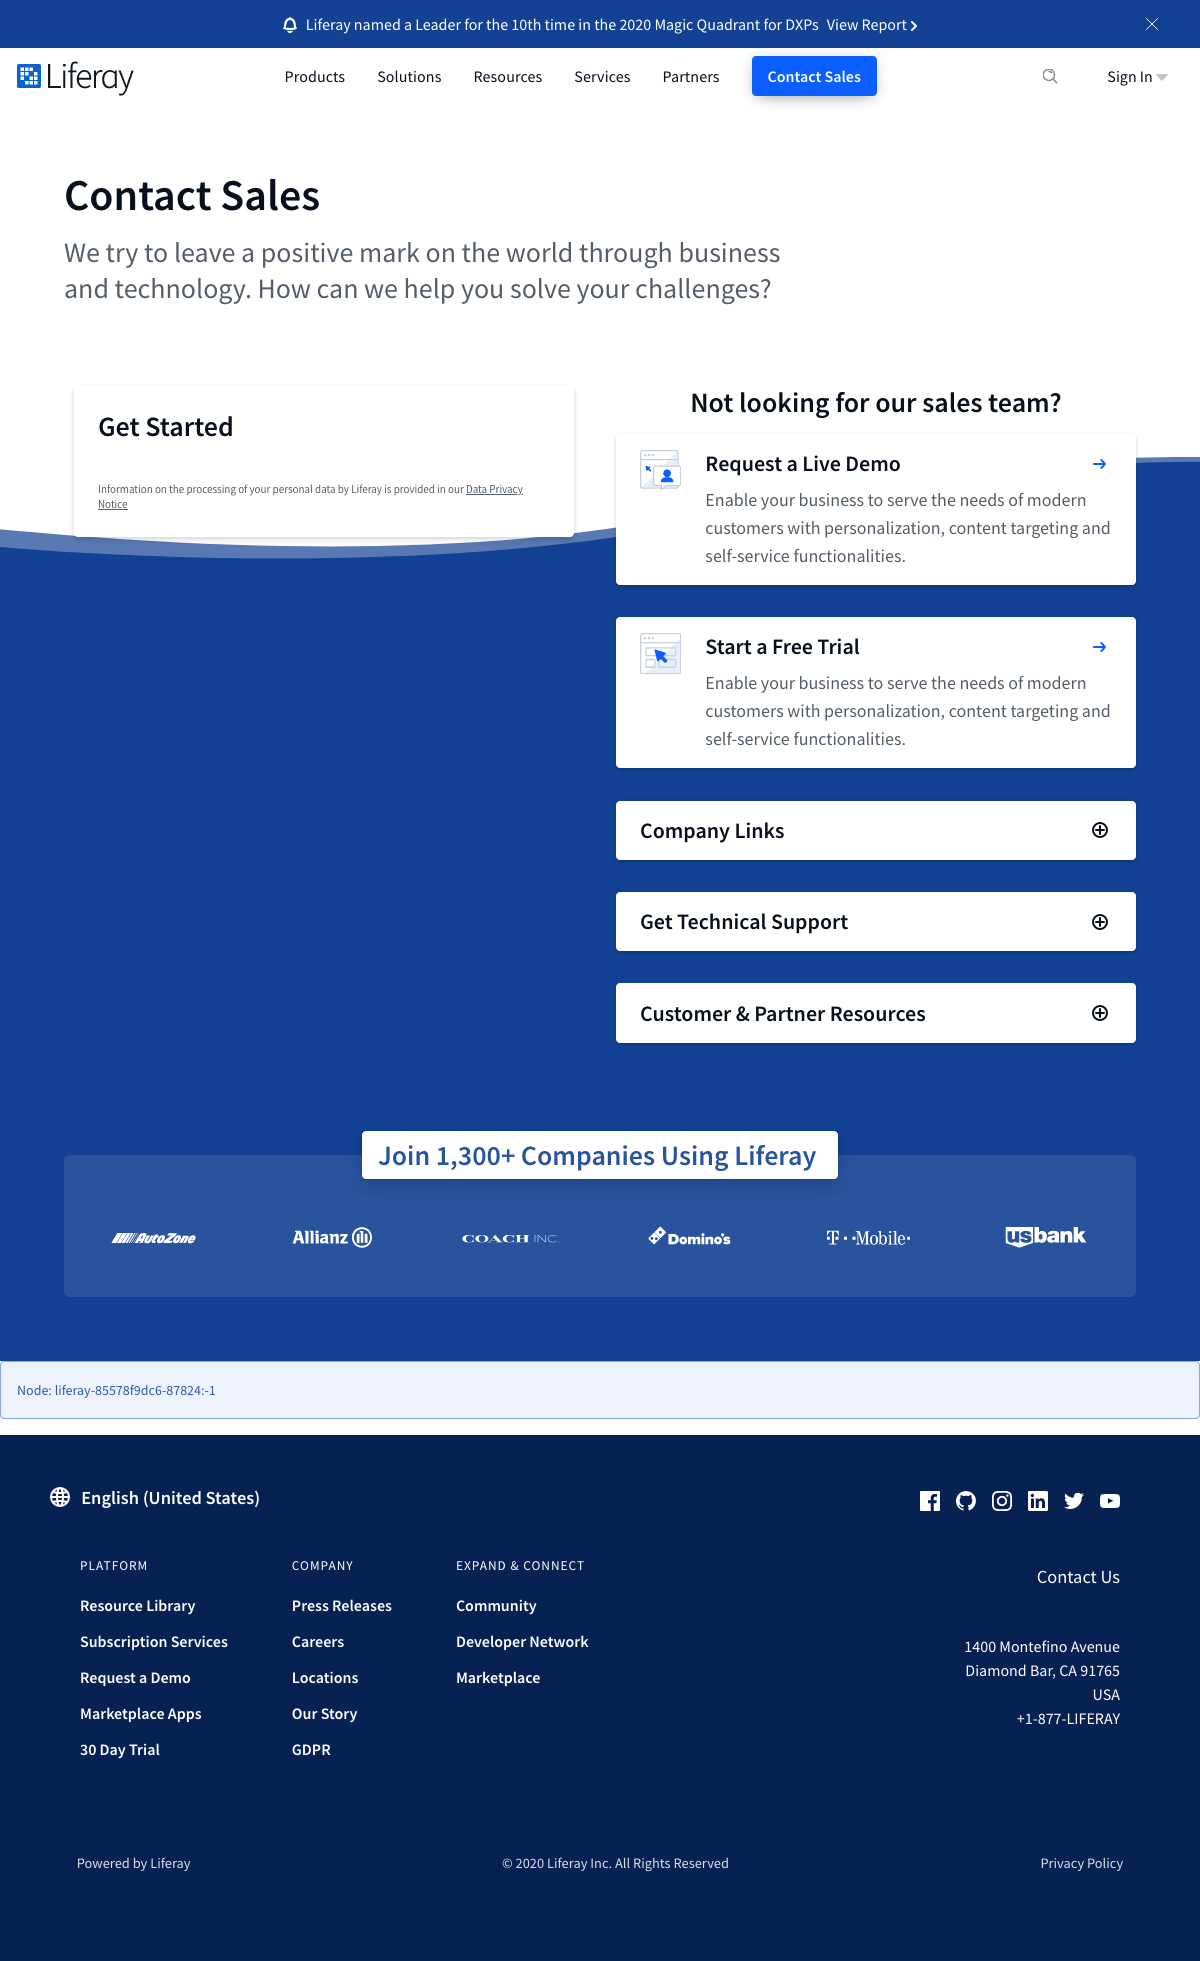 Liferay named a Leader for the 10th time in the 2020 Magic Quadrant for DXPs View Report
Liferay
Products Solutions Resources Services Partners Contact Sales Sign In
Contact Sales
We try to leave a positive mark on the world through business
and technology. How can we help you solve your challenges?
Get Started
Information on the processing of your personal data by Liferay is provided in our Data Privacy
Notice
Not looking for our sales team?
Request a Live Demo
Enable your business to serve the needs of modern
customers with personalization, content targeting and
self-service functionalities.
Start a Free Trial
Enable your business to serve the needs of modern
customers with personalization, content targeting and
self-service functionalities.
Company Links
Get Technical Support
Customer & Partner Resources
Join 1,300+ Companies Using Liferay
AutoZone Allianz COACH INC Domino's T··Mobile· usbank
Node: liferay-85578f9dc6-87824:-1
English (United States)
PLATFORM
Resource Library
Subscription Services
Request a Demo
Marketplace Apps
30 Day Trial
COMPANY
Press Releases
Careers
Locations
Our Story
GDPR
EXPAND & CONNECT
Community
Developer Network
Marketplace
Contact Us
1400 Montefino Avenue
Diamond Bar, CA 91765
USA
+1-877-LIFERAY
Powered by Liferay
© 2020 Liferay Inc. All Rights Reserved
Privacy Policy